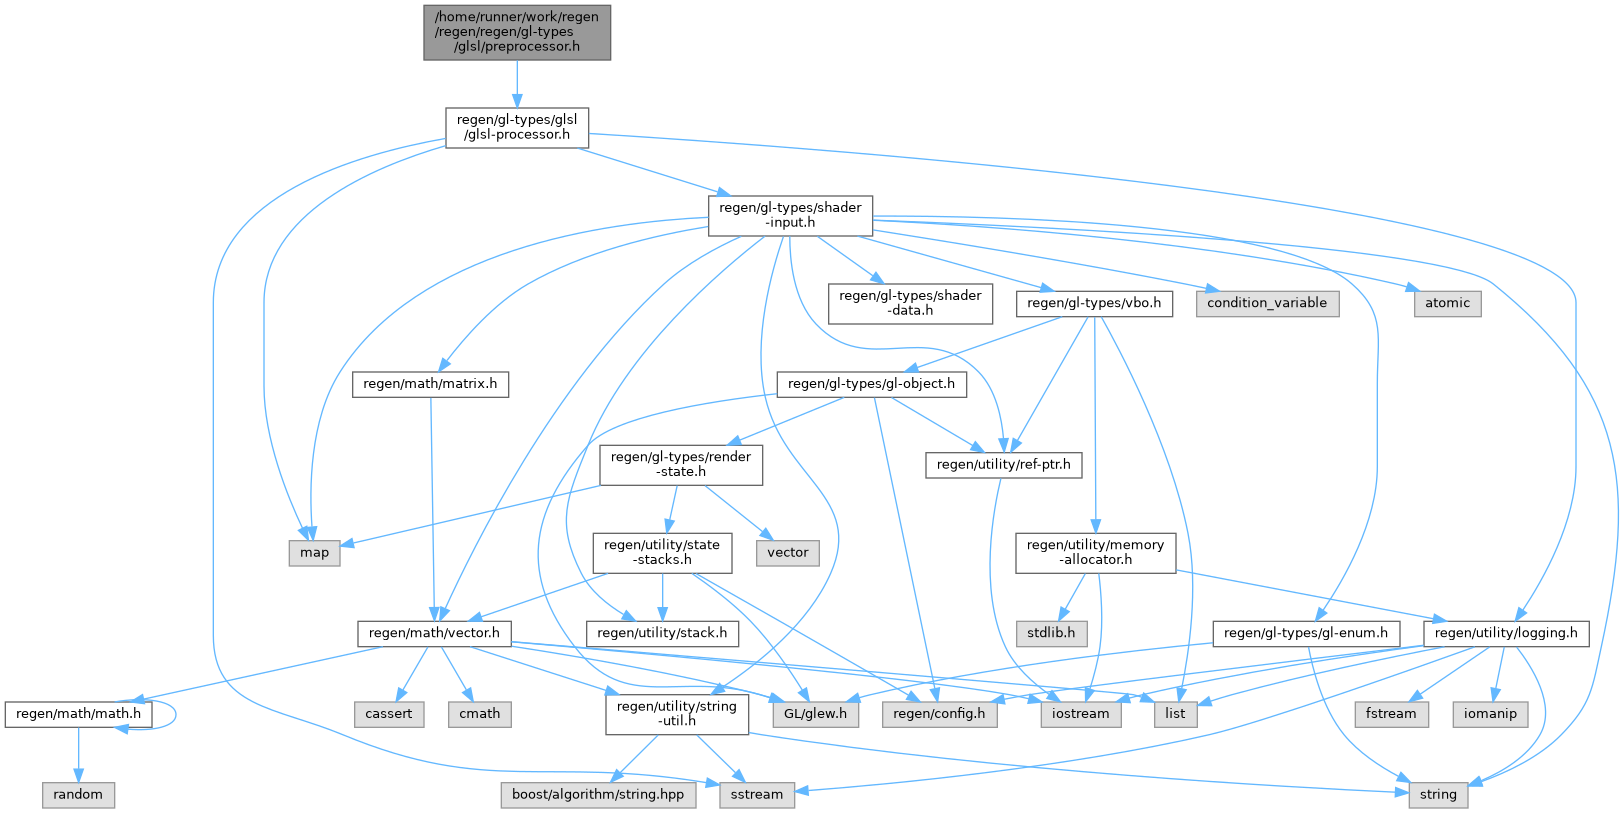 /home/runner/work/regen
/regen/regen/gl-types
/glsl/preprocessor.h
regen/gl-types/glsl
/glsl-processor.h
regen/gl-types/shader
-input.h
regen/gl-types/shader
-data.h
regen/gl-types/vbo.h
condition_variable
atomic
regen/math/matrix.h
regen/gl-types/gl-object.h
regen/gl-types/render
-state.h
regen/utility/ref-ptr.h
map
regen/utility/state
-stacks.h
vector
regen/utility/memory
-allocator.h
regen/math/vector.h
regen/utility/stack.h
stdlib.h
regen/gl-types/gl-enum.h
regen/utility/logging.h
regen/math/math.h
cassert
cmath
regen/utility/string
-util.h
GL/glew.h
regen/config.h
iostream
list
fstream
iomanip
random
boost/algorithm/string.hpp
sstream
string